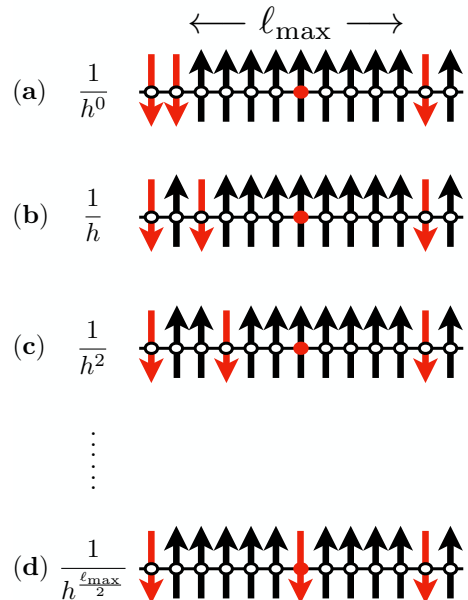 ← ℓmax →
(a) 1/h^0
(b) 1/h
(c) 1/h^2
⋮
(d) 1/h^(ℓmax/2)